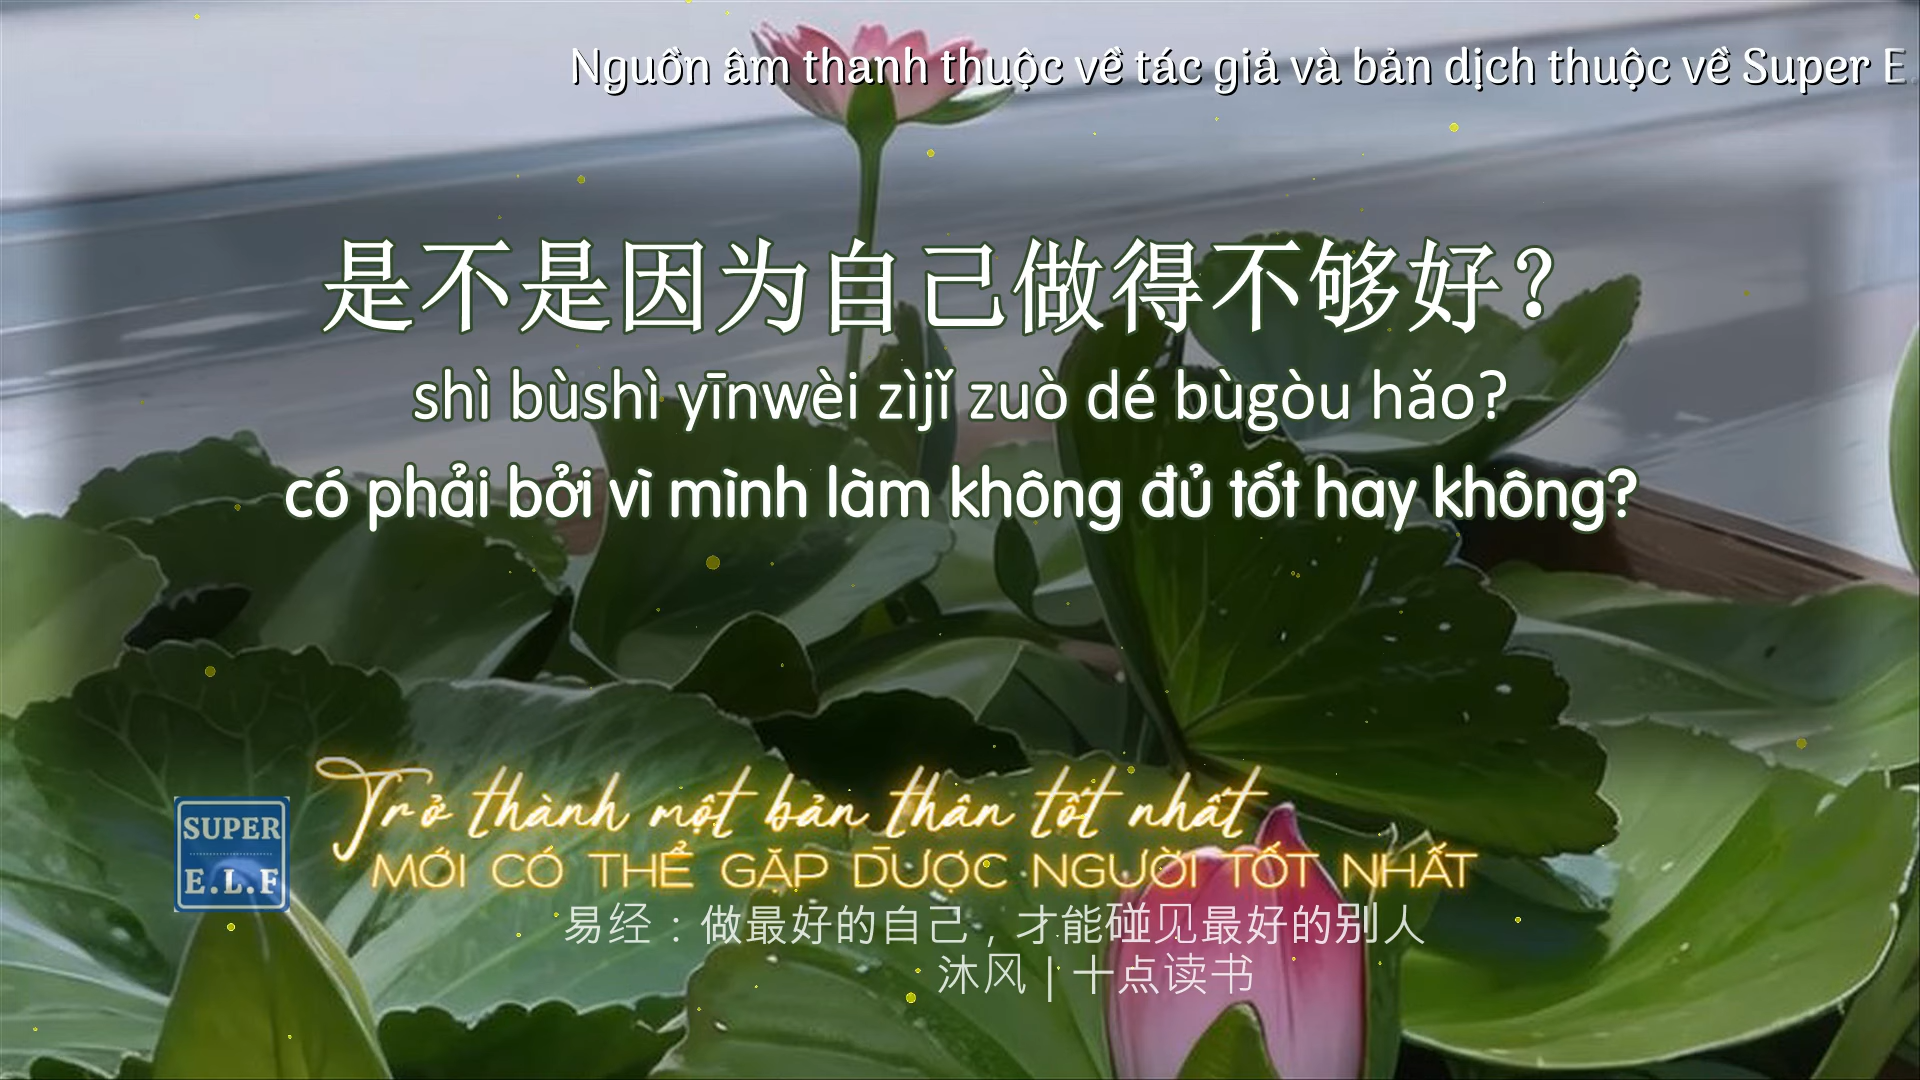 Nguồn âm thanh thuộc về tác giả và bản dịch thuộc về Super E.
是不是因为自己做得不够好？
shì bùshì yīnwèi zìjǐ zuò dé bùgòu hǎo?
có phải bởi vì mình làm không đủ tốt hay không?
Trở thành một bản thân tốt nhất
MỚI CÓ THỂ GẶP ĐƯỢC NGƯỜI TỐT NHẤT
SUPER
E.L.F
易经：做最好的自己，才能碰见最好的别人
沐风 | 十点读书